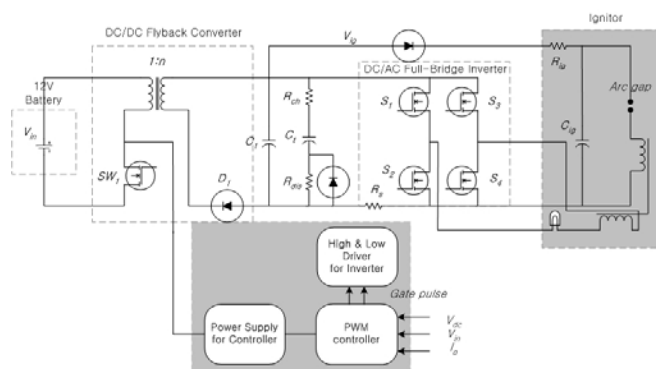 Ignitor
DC/DC Flyback Converter
V_ig
1:n
DC/AC Full-Bridge Inverter
R_ig
12V
Battery
R_ch
S_1
S_3
Arc gap
V_in
C_1
C_t
C_ig
SW_1
S_2
S_4
D_1
R_dis
R_s
High & Low
Driver
for Inverter
Gate pulse
Power Supply
for Controller
PWM
controller
V_dc
V_in
I_o